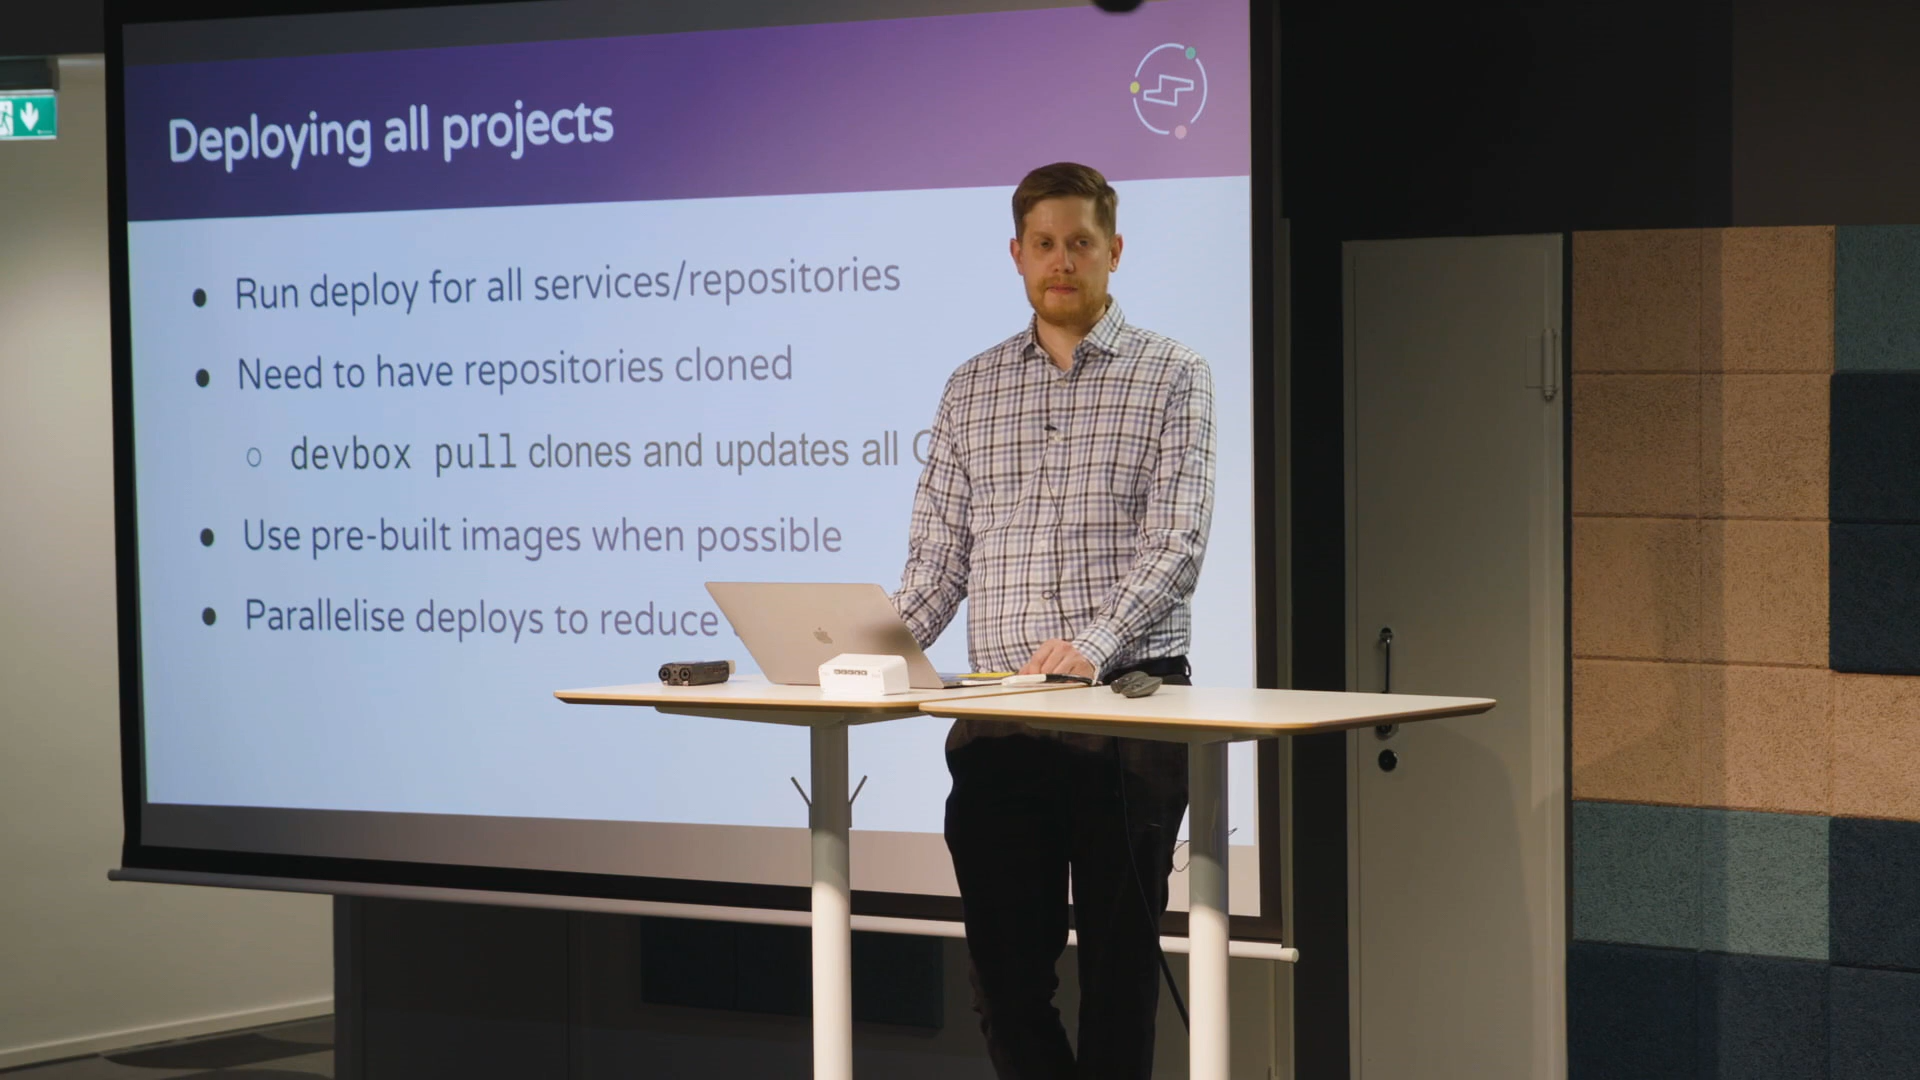 Deploying all projects
Run deploy for all services/repositories
Need to have repositories cloned
devbox pull clones and updates all
Use pre-built images when possible
Parallelise deploys to reduce